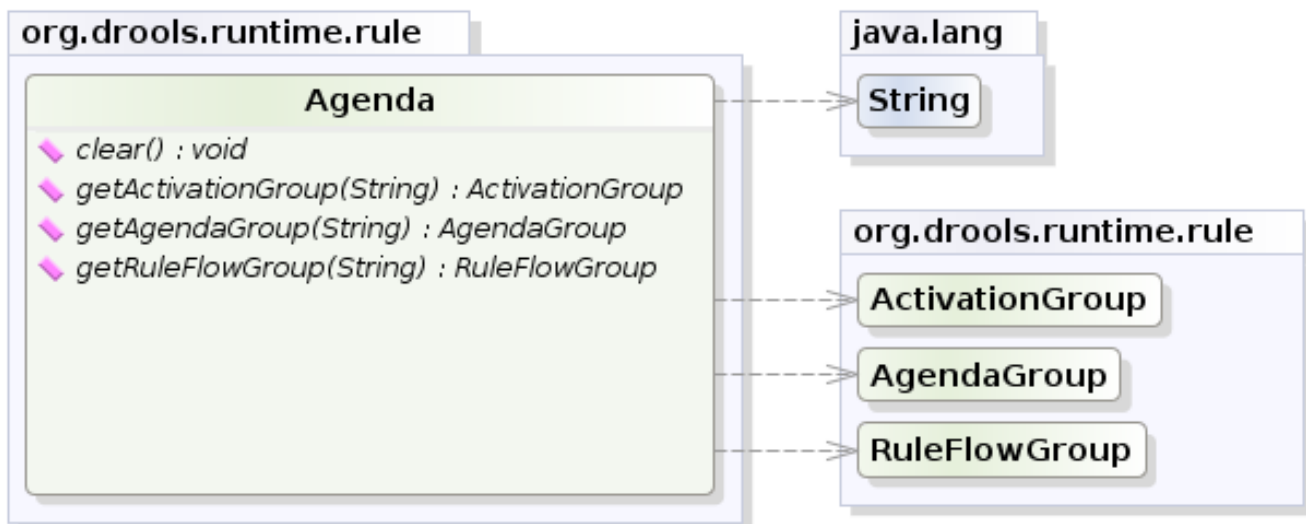 org.drools.runtime.rule
Agenda
clear() : void
getActivationGroup(String) : ActivationGroup
getAgendaGroup(String) : AgendaGroup
getRuleFlowGroup(String) : RuleFlowGroup
java.lang
String
org.drools.runtime.rule
ActivationGroup
AgendaGroup
RuleFlowGroup